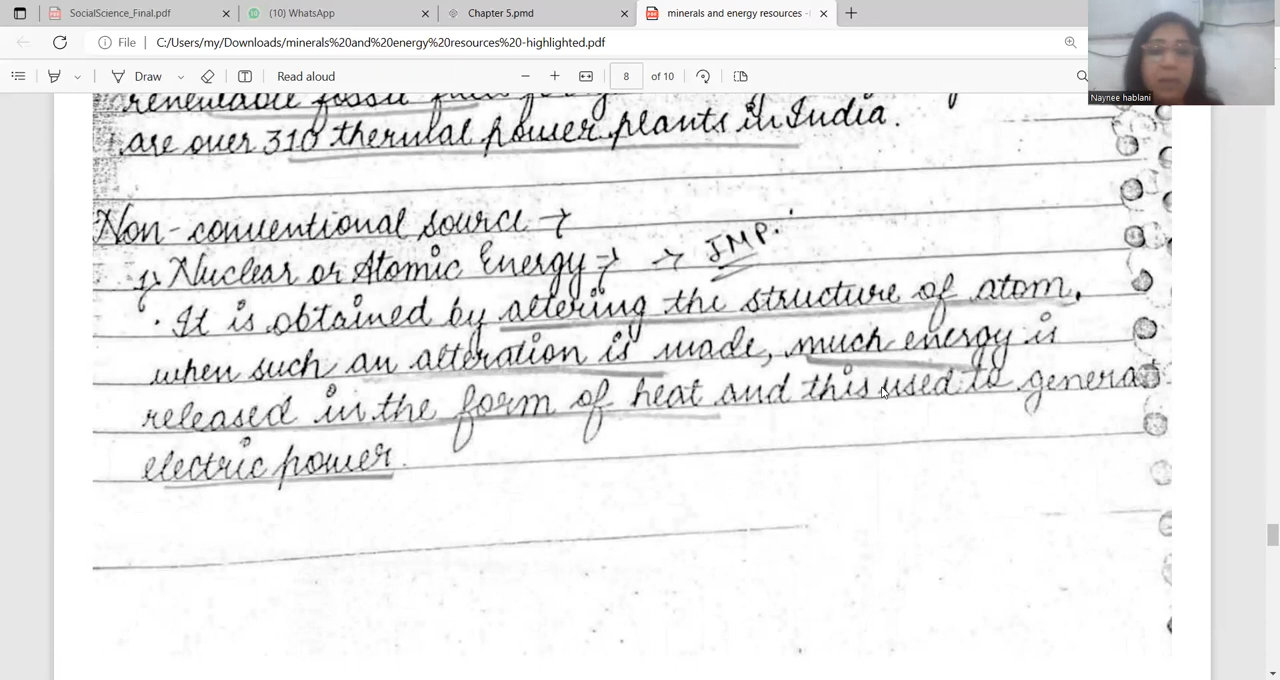 SocialScience_Final.pdf
(10) WhatsApp
Chapter 5.pmd
minerals and energy resources -
File C:/Users/my/Downloads/minerals%20and%20energy%20resources%20-highlighted.pdf
Draw
Read aloud
8 of 10
Naynee hablani
renewable fossil
are over 310 thermal power plants in India.
Non-conventional source →
1) Nuclear or Atomic Energy → → IMP.
· It is obtained by altering the structure of atom,
when such an alteration is made, much energy is
released in the form of heat and this used to genera
electric power.